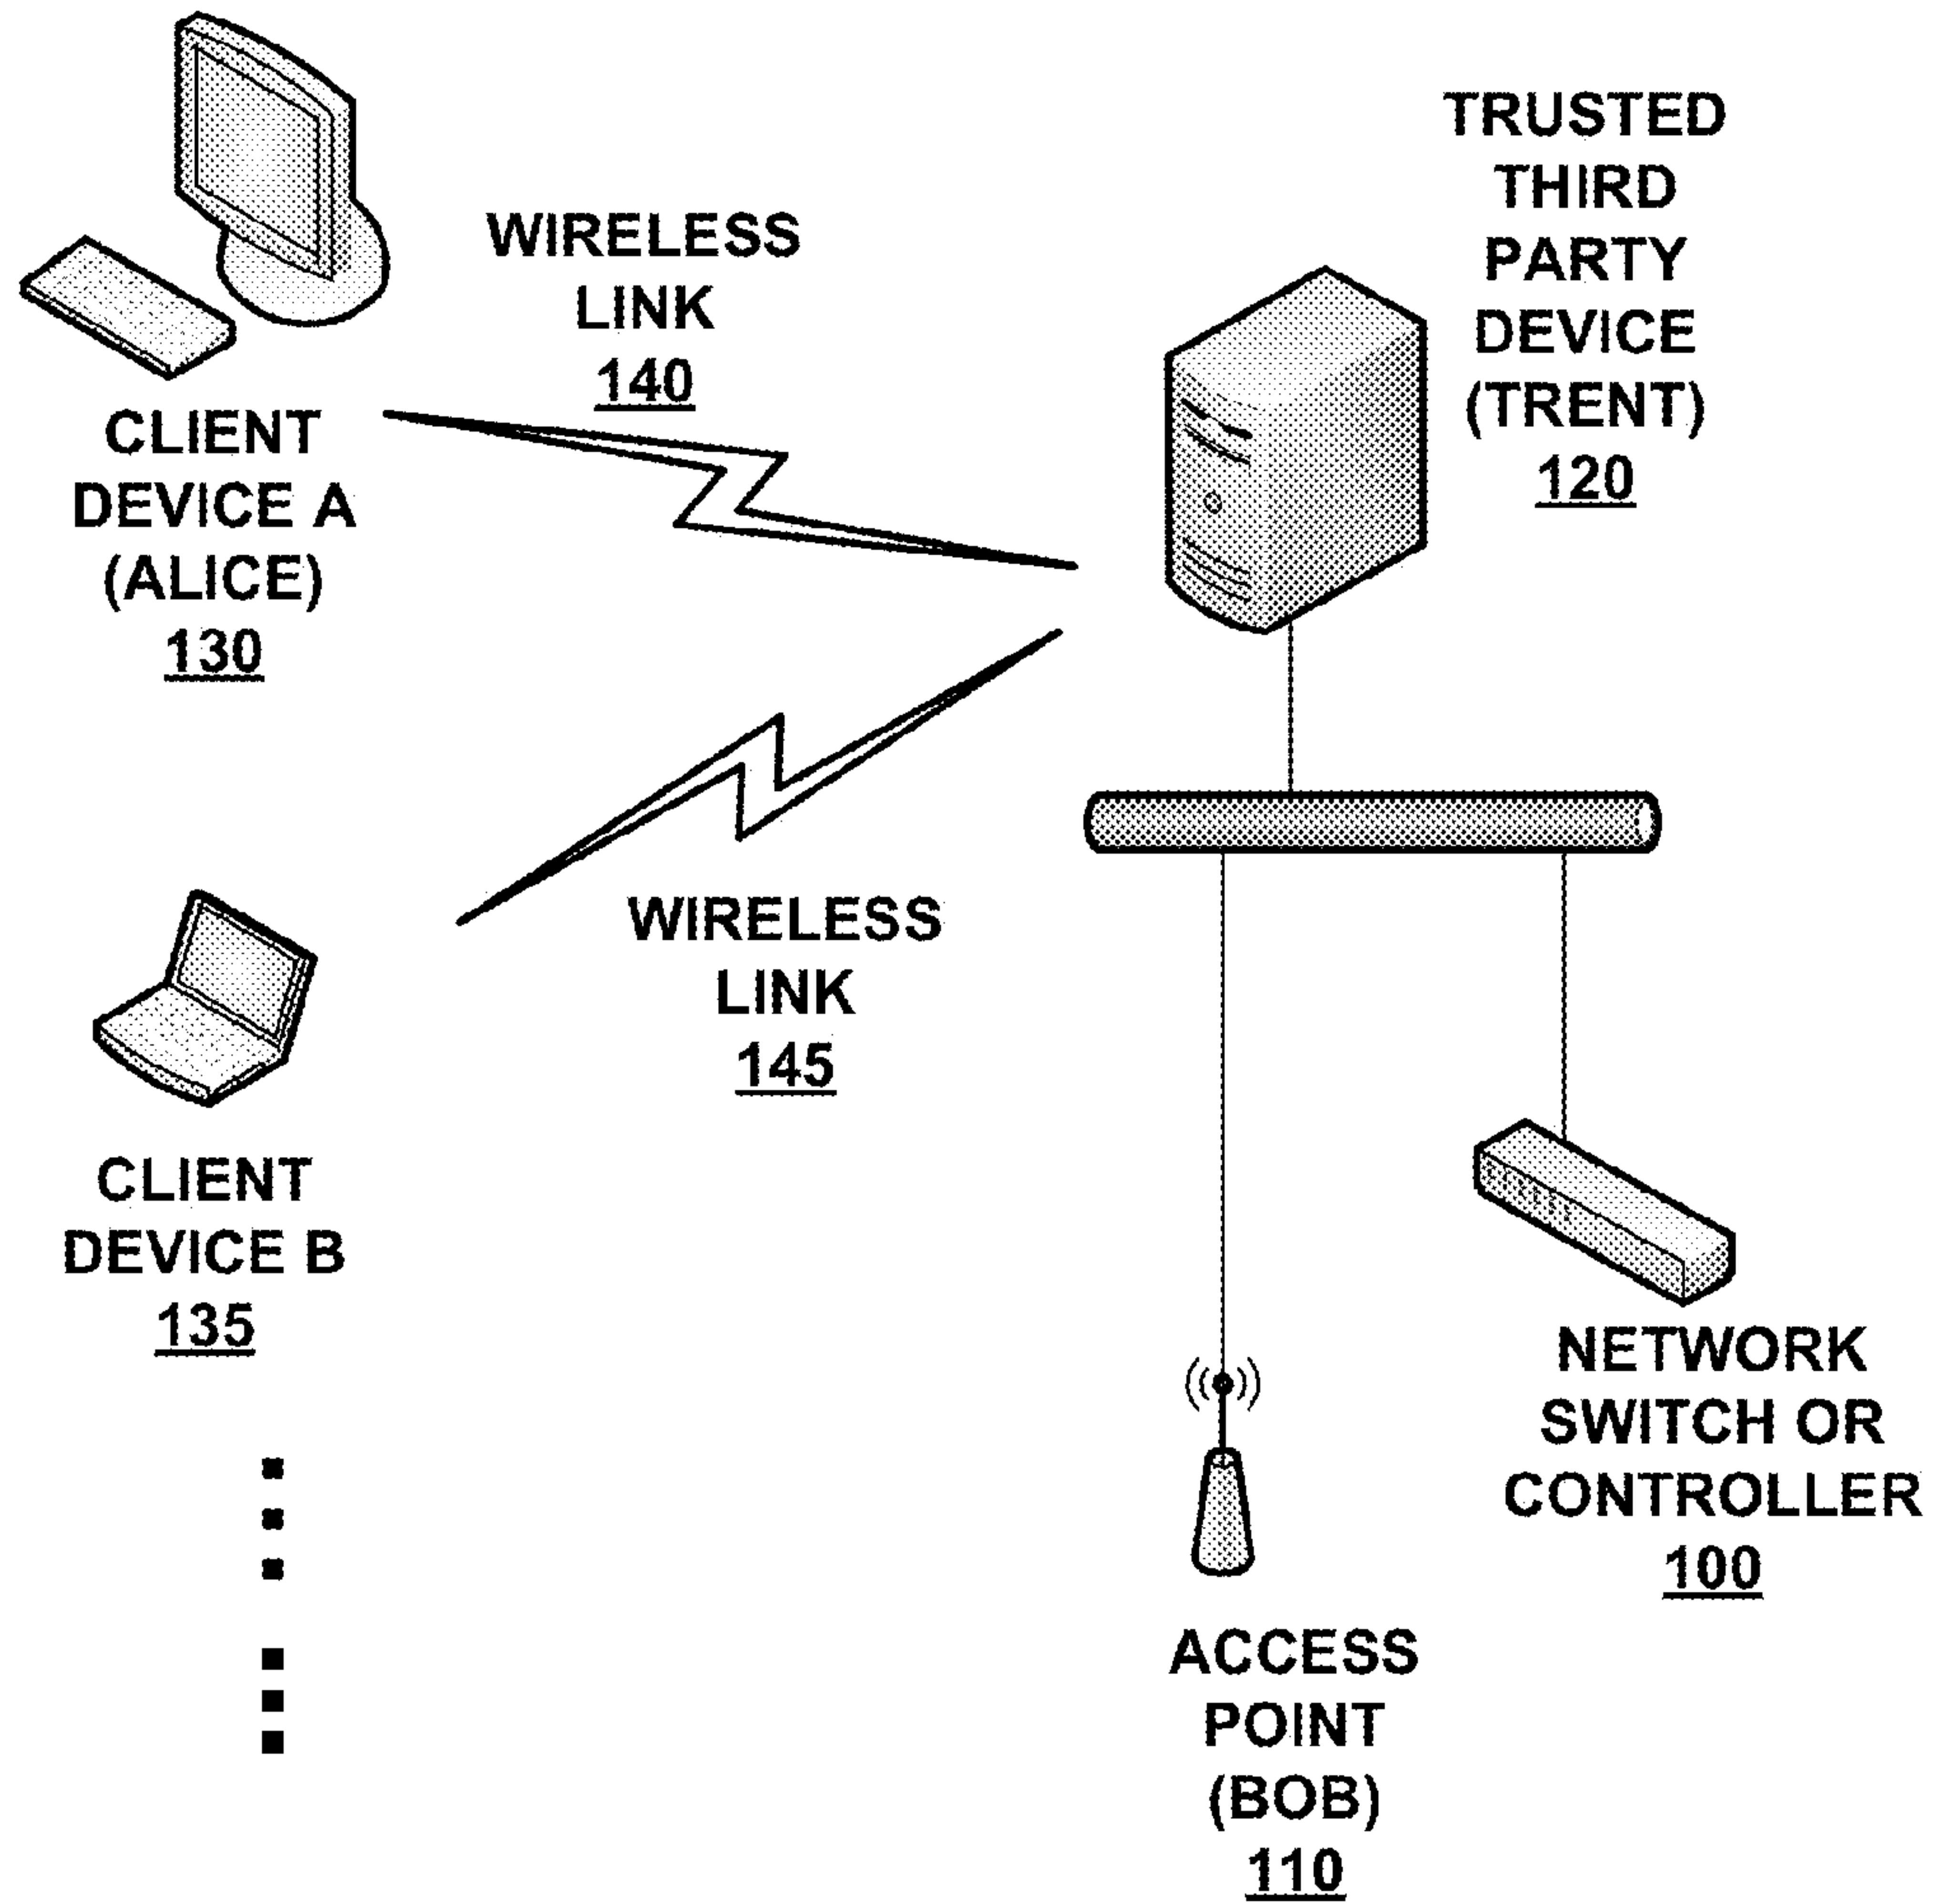 TRUSTED
THIRD
PARTY
DEVICE
(TRENT)
120
WIRELESS
LINK
140
CLIENT
DEVICE A
(ALICE)
130
WIRELESS
LINK
145
CLIENT
DEVICE B
135
NETWORK
SWITCH OR
CONTROLLER
100
ACCESS
POINT
(BOB)
110